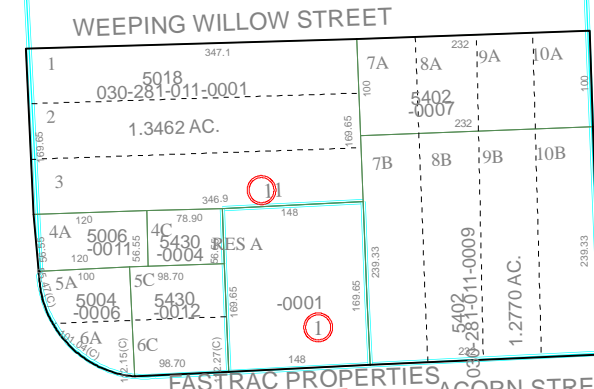 WEEPING WILLOW STREET
347.1
232
1
7A
8A
9A
10A
5018
030-281-011-0001
100
5402
-0007
100
2
1.3462 AC.
232
169.65
169.65
7B
8B
9B
10B
3
11
346.9
148
120
78.90
4A
5006
-0011
4C
5430
-0004
RES A
56.55
56.55
56.55
120
239.33
239.33
5A
100
5C
98.70
5004
-0006
5430
-0012
169.65
-0001
169.65
5402
030-281-011-0009
1.2770 AC.
1
6A
101.04(C)
6C
98.70
148
FASTRAC PROPERTIES